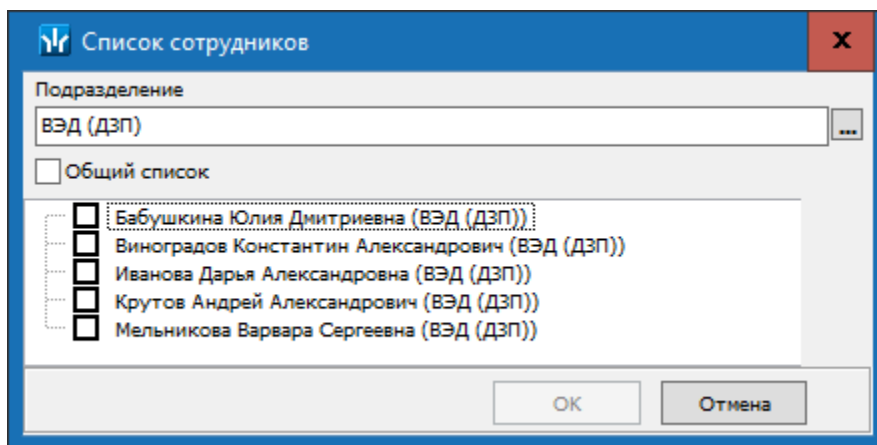 Список сотрудников
x
Подразделение
ВЭД (ДЗП)
...
Общий список
Бабушкина Юлия Дмитриевна (ВЭД (ДЗП))
Виноградов Константин Александрович (ВЭД (ДЗП))
Иванова Дарья Александровна (ВЭД (ДЗП))
Крутов Андрей Александрович (ВЭД (ДЗП))
Мельникова Варвара Сергеевна (ВЭД (ДЗП))
ОК Отмена